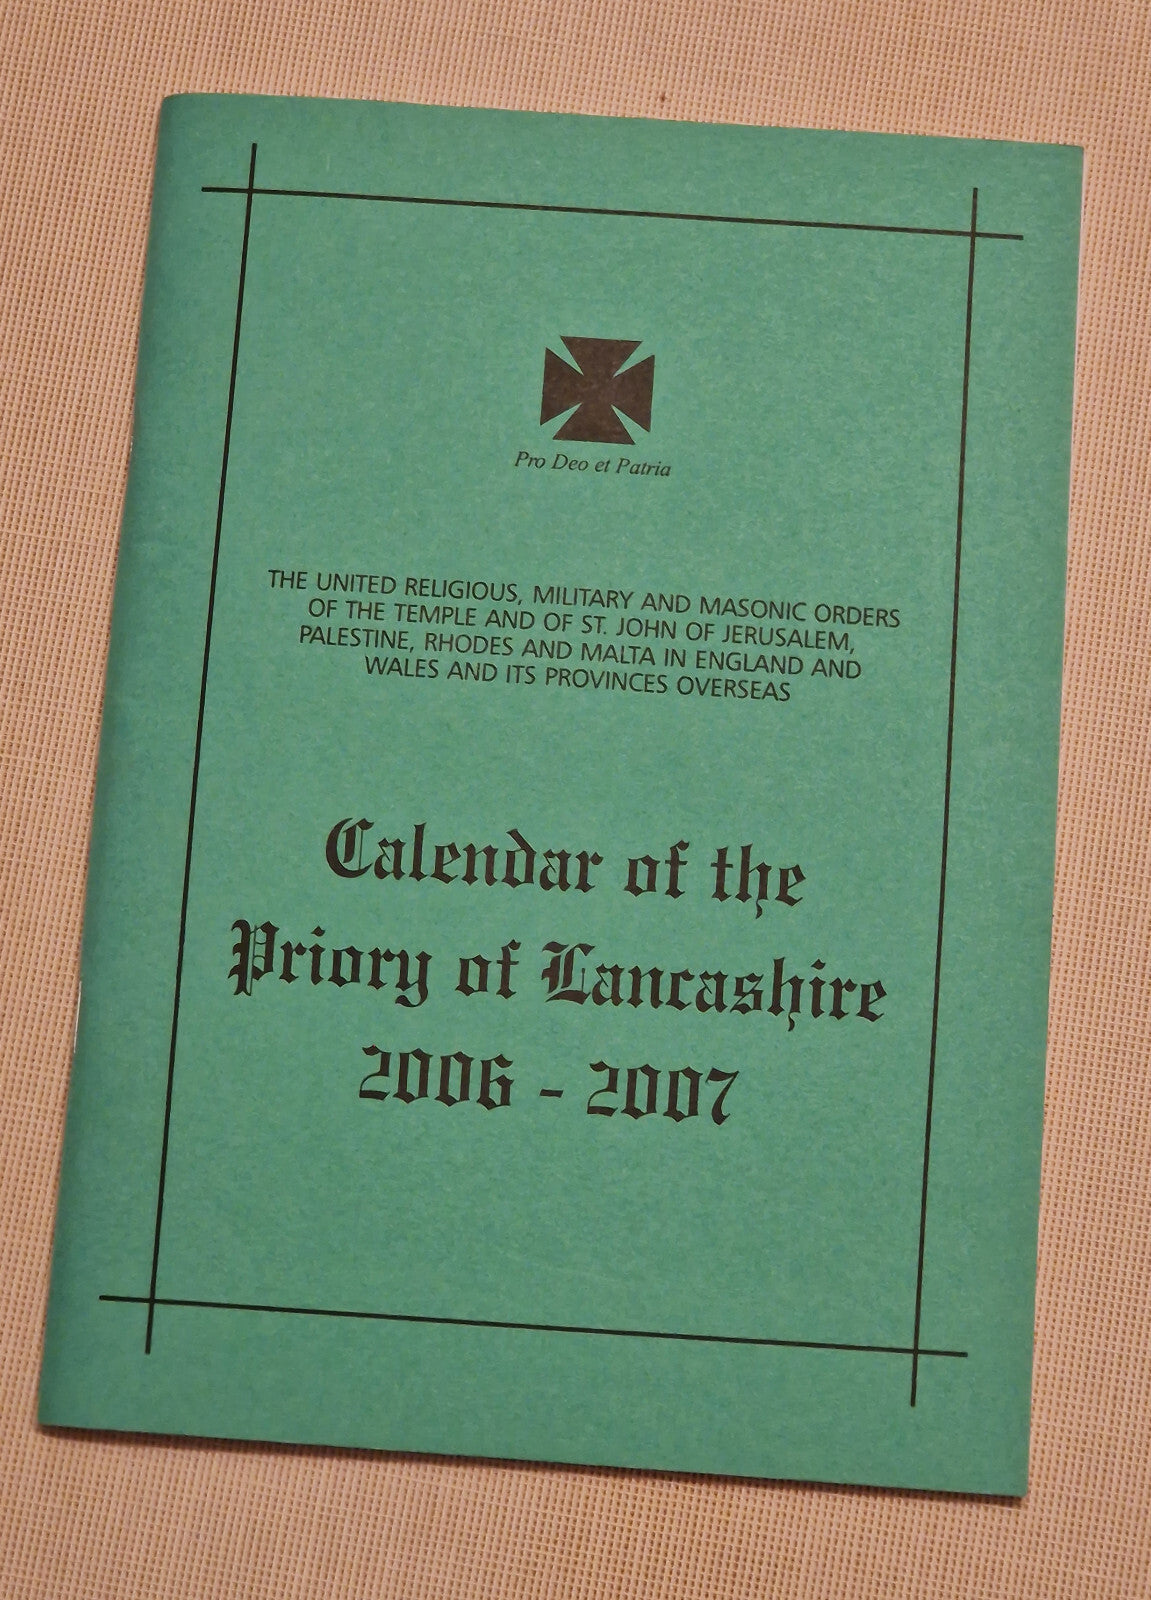 Pro Deo et Patria
THE UNITED RELIGIOUS, MILITARY AND MASONIC ORDERS
OF THE TEMPLE AND OF ST. JOHN OF JERUSALEM,
PALESTINE, RHODES AND MALTA IN ENGLAND AND
WALES AND ITS PROVINCES OVERSEAS
Calendar of the
Priory of Lancashire
2006 - 2007